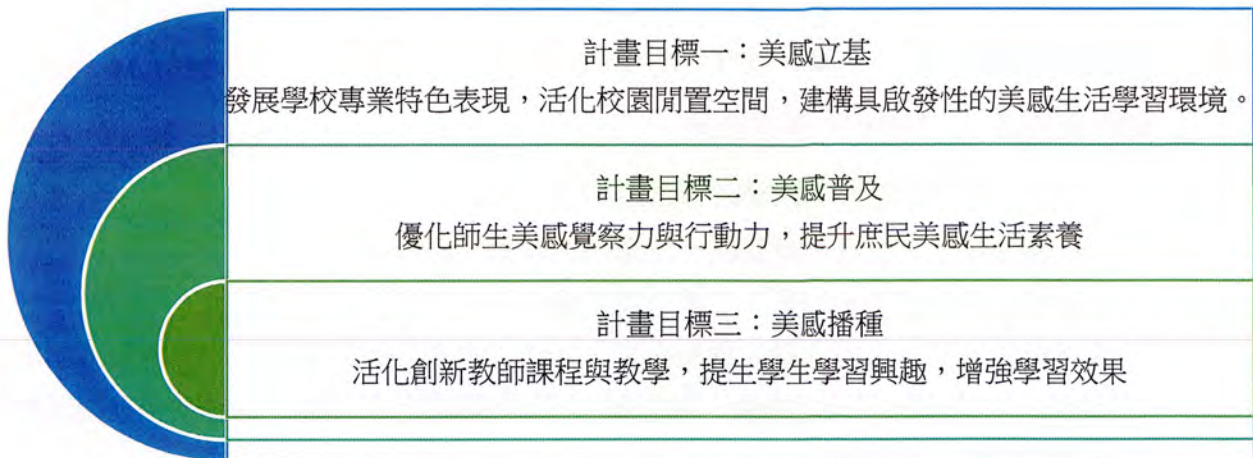 計畫目標一：美感立基
發展學校專業特色表現，活化校園閒置空間，建構具啟發性的美感生活學習環境。
計畫目標二：美感普及
優化師生美感覺察力與行動力，提升庶民美感生活素養
計畫目標三：美感播種
活化創新教師課程與教學，提生學生學習興趣，增強學習效果